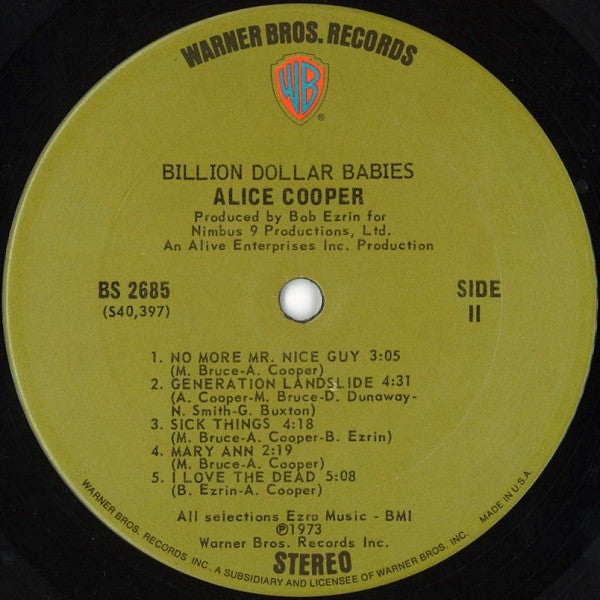 WARNER BROS. RECORDS
WB
®
BILLION DOLLAR BABIES
ALICE COOPER
Produced by Bob Ezrin for
Nimbus 9 Productions, Ltd.
An Alive Enterprises Inc. Production
BS 2685
(S40,397)
SIDE
II
1. NO MORE MR. NICE GUY 3:05
(M. Bruce-A. Cooper)
2. GENERATION LANDSLIDE 4:31
(A. Cooper-M. Bruce-D. Dunaway-
N. Smith-G. Buxton)
3. SICK THINGS 4:18
(M. Bruce-A. Cooper-B. Ezrin)
4. MARY ANN 2:19
(M. Bruce-A. Cooper)
5. I LOVE THE DEAD 5:08
(B. Ezrin-A. Cooper)
All selections Ezra Music - BMI
℗1973
Warner Bros. Records Inc.
STEREO
WARNER BROS. RECORDS INC., A SUBSIDIARY AND LICENSEE OF WARNER BROS. INC. MADE IN U.S.A.